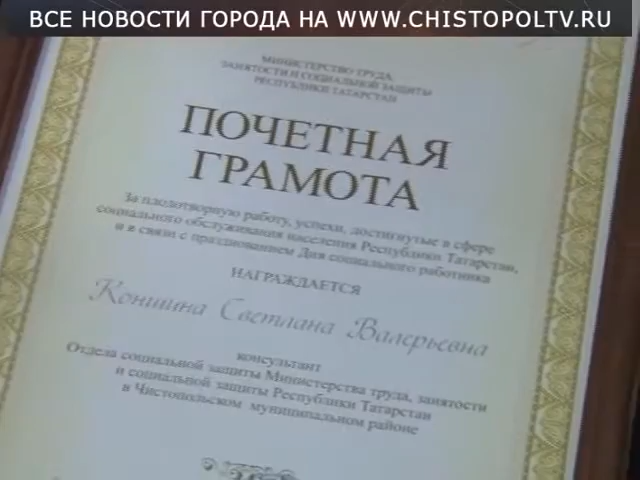 ВСЕ НОВОСТИ ГОРОДА НА WWW.CHISTOPOLTV.RU
МИНИСТЕРСТВО ТРУДА,
ЗАНЯТОСТИ И СОЦИАЛЬНОЙ ЗАЩИТЫ
РЕСПУБЛИКИ ТАТАРСТАН
ПОЧЕТНАЯ
ГРАМОТА
За плодотворную работу, успехи, достигнутые в сфере
социального обслуживания населения Республики Татарстан,
и в связи с празднованием Дня социального работника
НАГРАЖДАЕТСЯ
Коншина Светлана Валерьевна
консультант
Отдела социальной защиты Министерства труда, занятости
и социальной защиты Республики Татарстан
в Чистопольском муниципальном районе